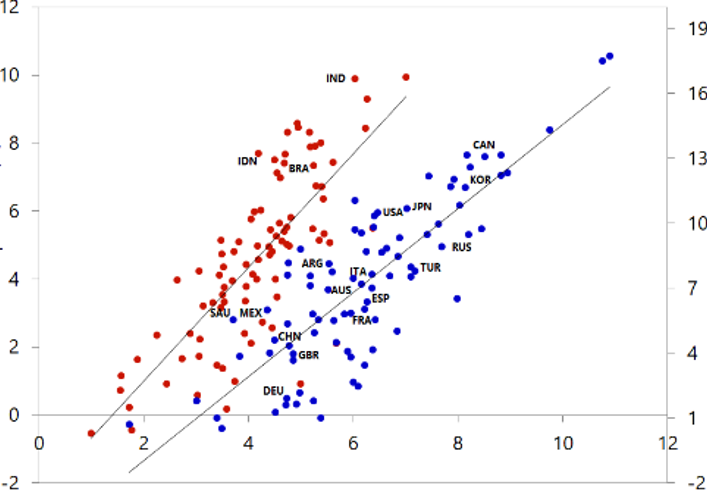 12
19
10
IND
16
8
IDN
BRA
CAN
13
KOR
6
USA
JPN
10
RUS
4
ARG
ITA
TUR
7
AUS
ESP
SAU
MEX
FRA
2
CHN
GBR
4
DEU
0
1
0
2
4
6
8
10
12
-2
-2